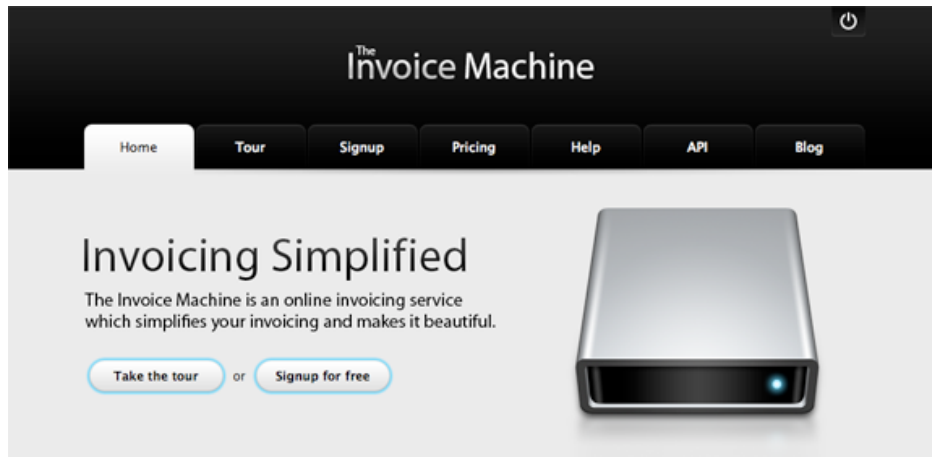 The Invoice Machine
Home Tour Signup Pricing Help API Blog
Invoicing Simplified
The Invoice Machine is an online invoicing service
which simplifies your invoicing and makes it beautiful.
Take the tour or Signup for free